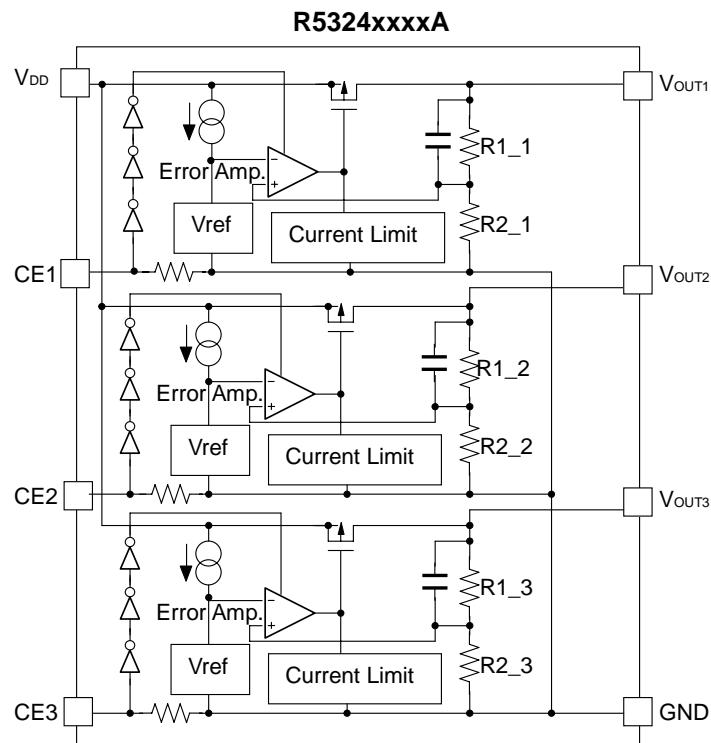 R5324xxxxA
VDD
VOUT1
R1_1
Error Amp.
−
+
Vref
Current Limit
R2_1
CE1
VOUT2
R1_2
Error Amp.
−
+
Vref
Current Limit
R2_2
CE2
VOUT3
R1_3
Error Amp.
−
+
Vref
Current Limit
R2_3
CE3
GND